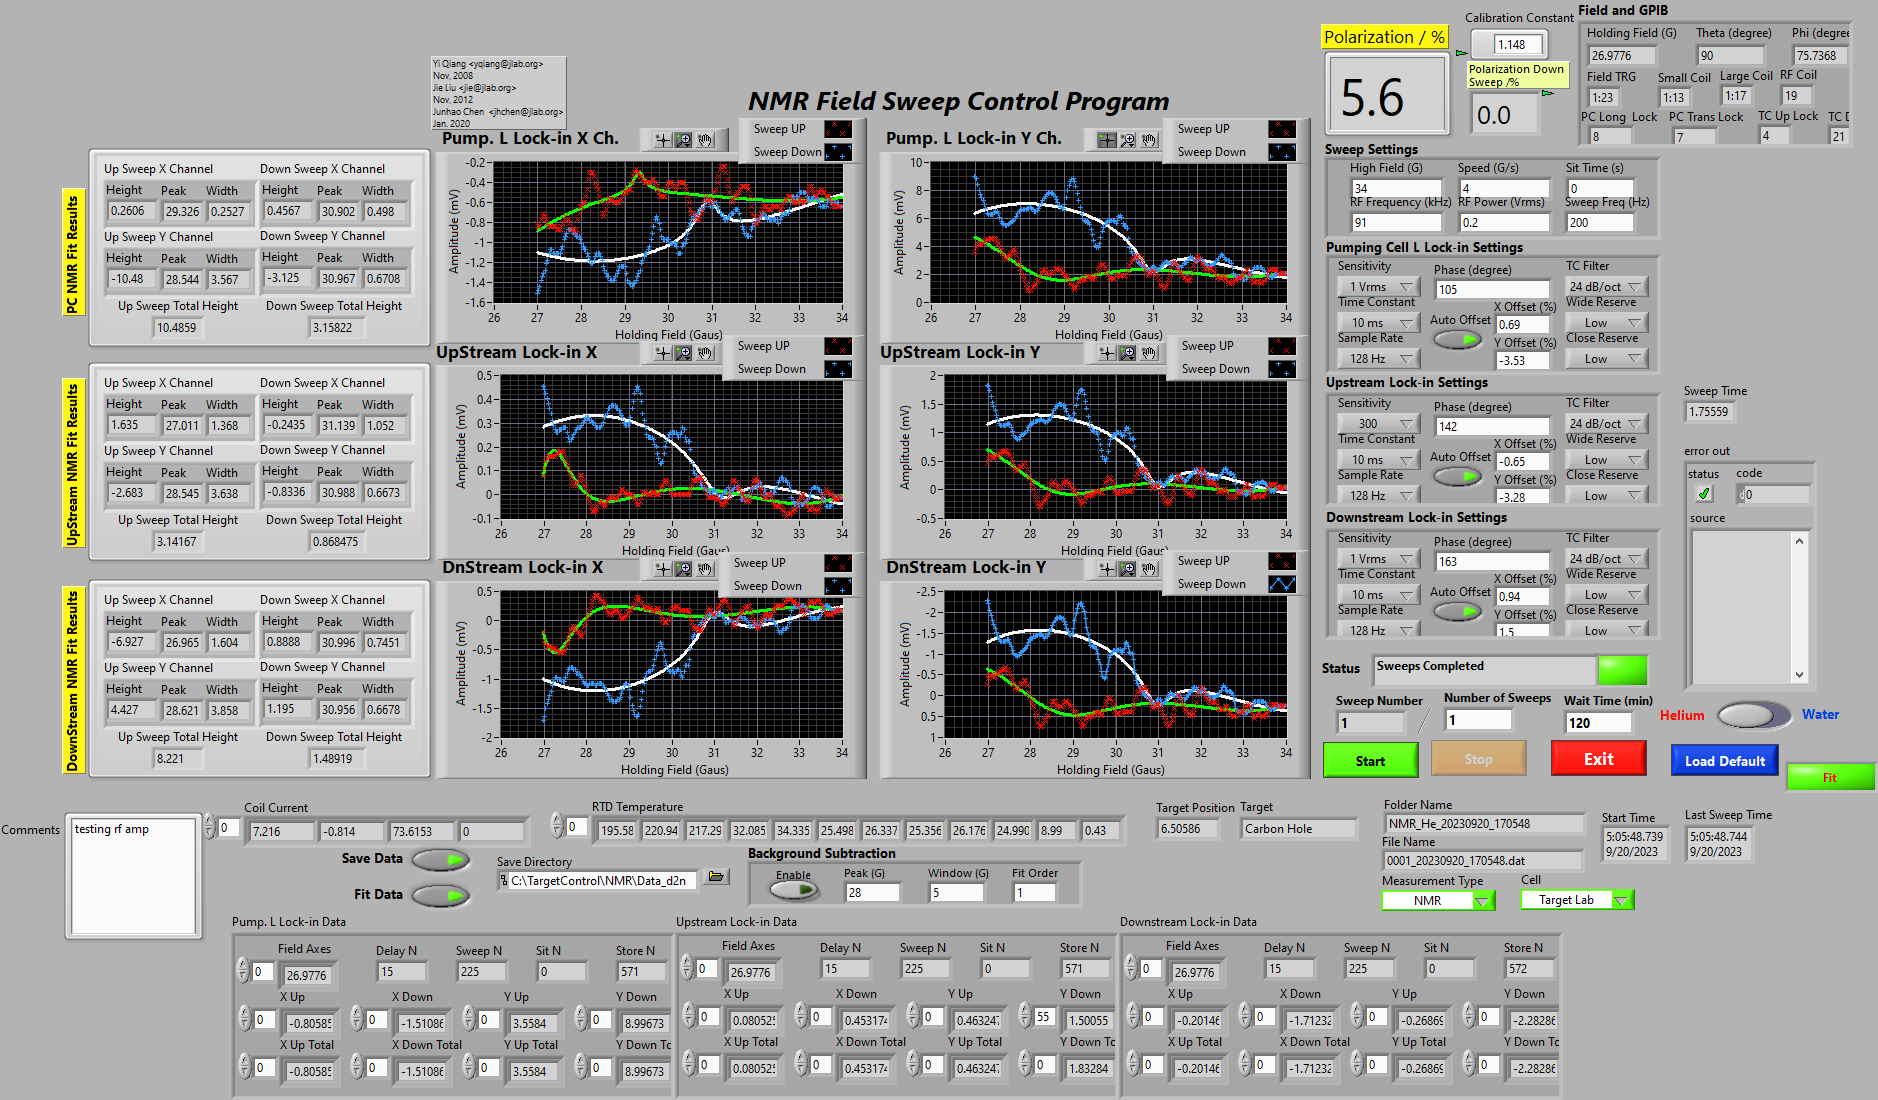 Yi Qiang <yqiang@jlab.org>
Nov, 2008
Jie Liu <jie@jlab.org>
Nov, 2012
Junhao Chen <jhchen@jlab.org>
Jan. 2020
NMR Field Sweep Control Program
Polarization / %
5.6
Calibration Constant
1.148
Polarization Down
Sweep /%
0.0
Field and GPIB
Holding Field (G) Theta (degree) Phi (degree
26.9776 90 75.7368
Field TRG Small Coil Large Coil RF Coil
1:23 1:13 1:17 19
PC Long Lock PC Trans Lock TC Up Lock TC D
8 7 4 21
PC NMR Fit Results
Up Sweep X Channel Down Sweep X Channel
Height Peak Width Height Peak Width
0.2606 29.326 0.2527 0.4567 30.902 0.498
Up Sweep Y Channel Down Sweep Y Channel
Height Peak Width Height Peak Width
-10.48 28.544 3.567 -3.125 30.967 0.6708
Up Sweep Total Height Down Sweep Total Height
10.4859 3.15822
UpStream NMR Fit Results
Up Sweep X Channel Down Sweep X Channel
Height Peak Width Height Peak Width
1.635 27.011 1.368 -0.2435 31.139 1.052
Up Sweep Y Channel Down Sweep Y Channel
Height Peak Width Height Peak Width
-2.683 28.545 3.638 -0.8336 30.988 0.6673
Up Sweep Total Height Down Sweep Total Height
3.14167 0.868475
DownStream NMR Fit Results
Up Sweep X Channel Down Sweep X Channel
Height Peak Width Height Peak Width
-6.927 26.965 1.604 0.8888 30.996 0.7451
Up Sweep Y Channel Down Sweep Y Channel
Height Peak Width Height Peak Width
4.427 28.621 3.858 1.195 30.956 0.6678
Up Sweep Total Height Down Sweep Total Height
8.221 1.48919
Pump. L Lock-in X Ch.
Sweep UP
Sweep Down
Amplitude (mV)
-0.2
-0.4
-0.6
-0.8
-1
-1.2
-1.4
-1.6
26 27 28 29 30 31 32 33 34
Holding Field (Gaus)
Pump. L Lock-in Y Ch.
Sweep UP
Sweep Down
Amplitude (mV)
10
8
6
4
2
0
26 27 28 29 30 31 32 33 34
Holding Field (Gaus)
UpStream Lock-in X
Sweep UP
Sweep Down
Amplitude (mV)
0.5
0.4
0.3
0.2
0.1
0
-0.1
26 27 28 29 30 31 32 33 34
Holding Field (Gaus)
UpStream Lock-in Y
Sweep UP
Sweep Down
Amplitude (mV)
2
1.5
1
0.5
0
-0.5
26 27 28 29 30 31 32 33 34
Holding Field (Gaus)
DnStream Lock-in X
Sweep UP
Sweep Down
Amplitude (mV)
0.5
0
-0.5
-1
-1.5
-2
26 27 28 29 30 31 32 33 34
Holding Field (Gaus)
DnStream Lock-in Y
Sweep UP
Sweep Down
Amplitude (mV)
-2.5
-2
-1.5
-1
-0.5
0
0.5
1
26 27 28 29 30 31 32 33 34
Holding Field (Gaus)
Sweep Settings
High Field (G) Speed (G/s) Sit Time (s)
34 4 0
RF Frequency (kHz) RF Power (Vrms) Sweep Freq (Hz)
91 0.2 200
Pumping Cell L Lock-in Settings
Sensitivity Phase (degree) TC Filter
1 Vrms 105 24 dB/oct
Time Constant X Offset (%) Wide Reserve
10 ms Auto Offset 0.69 Low
Sample Rate Y Offset (%) Close Reserve
128 Hz -3.53 Low
Upstream Lock-in Settings
Sensitivity Phase (degree) TC Filter
300 142 24 dB/oct
Time Constant X Offset (%) Wide Reserve
10 ms Auto Offset -0.65 Low
Sample Rate Y Offset (%) Close Reserve
128 Hz -3.28 Low
Downstream Lock-in Settings
Sensitivity Phase (degree) TC Filter
1 Vrms 163 24 dB/oct
Time Constant X Offset (%) Wide Reserve
10 ms Auto Offset 0.94 Low
Sample Rate Y Offset (%) Close Reserve
128 Hz 1.5 Low
Sweep Time
1.75559
error out
status code
0
source
Status Sweeps Completed
Sweep Number Number of Sweeps Wait Time (min)
1 / 1 120
Helium Water
Start Stop Exit Load Default Fit
Comments
testing rf amp
Coil Current
0 7.216 -0.814 73.6153 0
RTD Temperature
0 195.58 220.94 217.29 32.085 34.335 25.498 26.337 25.356 26.176 24.990 8.99 0.43
Target Position Target
6.50586 Carbon Hole
Folder Name
NMR_He_20230920_170548
File Name
0001_20230920_170548.dat
Start Time Last Sweep Time
5:05:48.739 5:05:48.744
9/20/2023 9/20/2023
Measurement Type Cell
NMR Target Lab
Save Data
Fit Data
Save Directory
C:\TargetControl\NMR\Data_d2n
Background Subtraction
Enable Peak (G) Window (G) Fit Order
28 5 1
Pump. L Lock-in Data
Field Axes Delay N Sweep N Sit N Store N
0 26.9776 15 225 0 571
X Up X Down Y Up Y Down
0 -0.8058 0 -1.5108 0 3.5584 0 8.99673
X Up Total X Down Total Y Up Total Y Down To
0 -0.8058 0 -1.5108 0 3.5584 0 8.99673
Upstream Lock-in Data
Field Axes Delay N Sweep N Sit N Store N
0 26.9776 15 225 0 571
X Up X Down Y Up Y Down
0 0.08052 0 0.453174 0 0.463247 55 1.50055
X Up Total X Down Total Y Up Total Y Down To
0 0.08052 0 0.453174 0 0.463247 0 1.83284
Downstream Lock-in Data
Field Axes Delay N Sweep N Sit N Store N
0 26.9776 15 225 0 572
X Up X Down Y Up Y Down
0 -0.20146 0 -1.71232 0 -0.26869 0 -2.28286
X Up Total X Down Total Y Up Total Y Down To
0 -0.20146 0 -1.71232 0 -0.26869 0 -2.28286